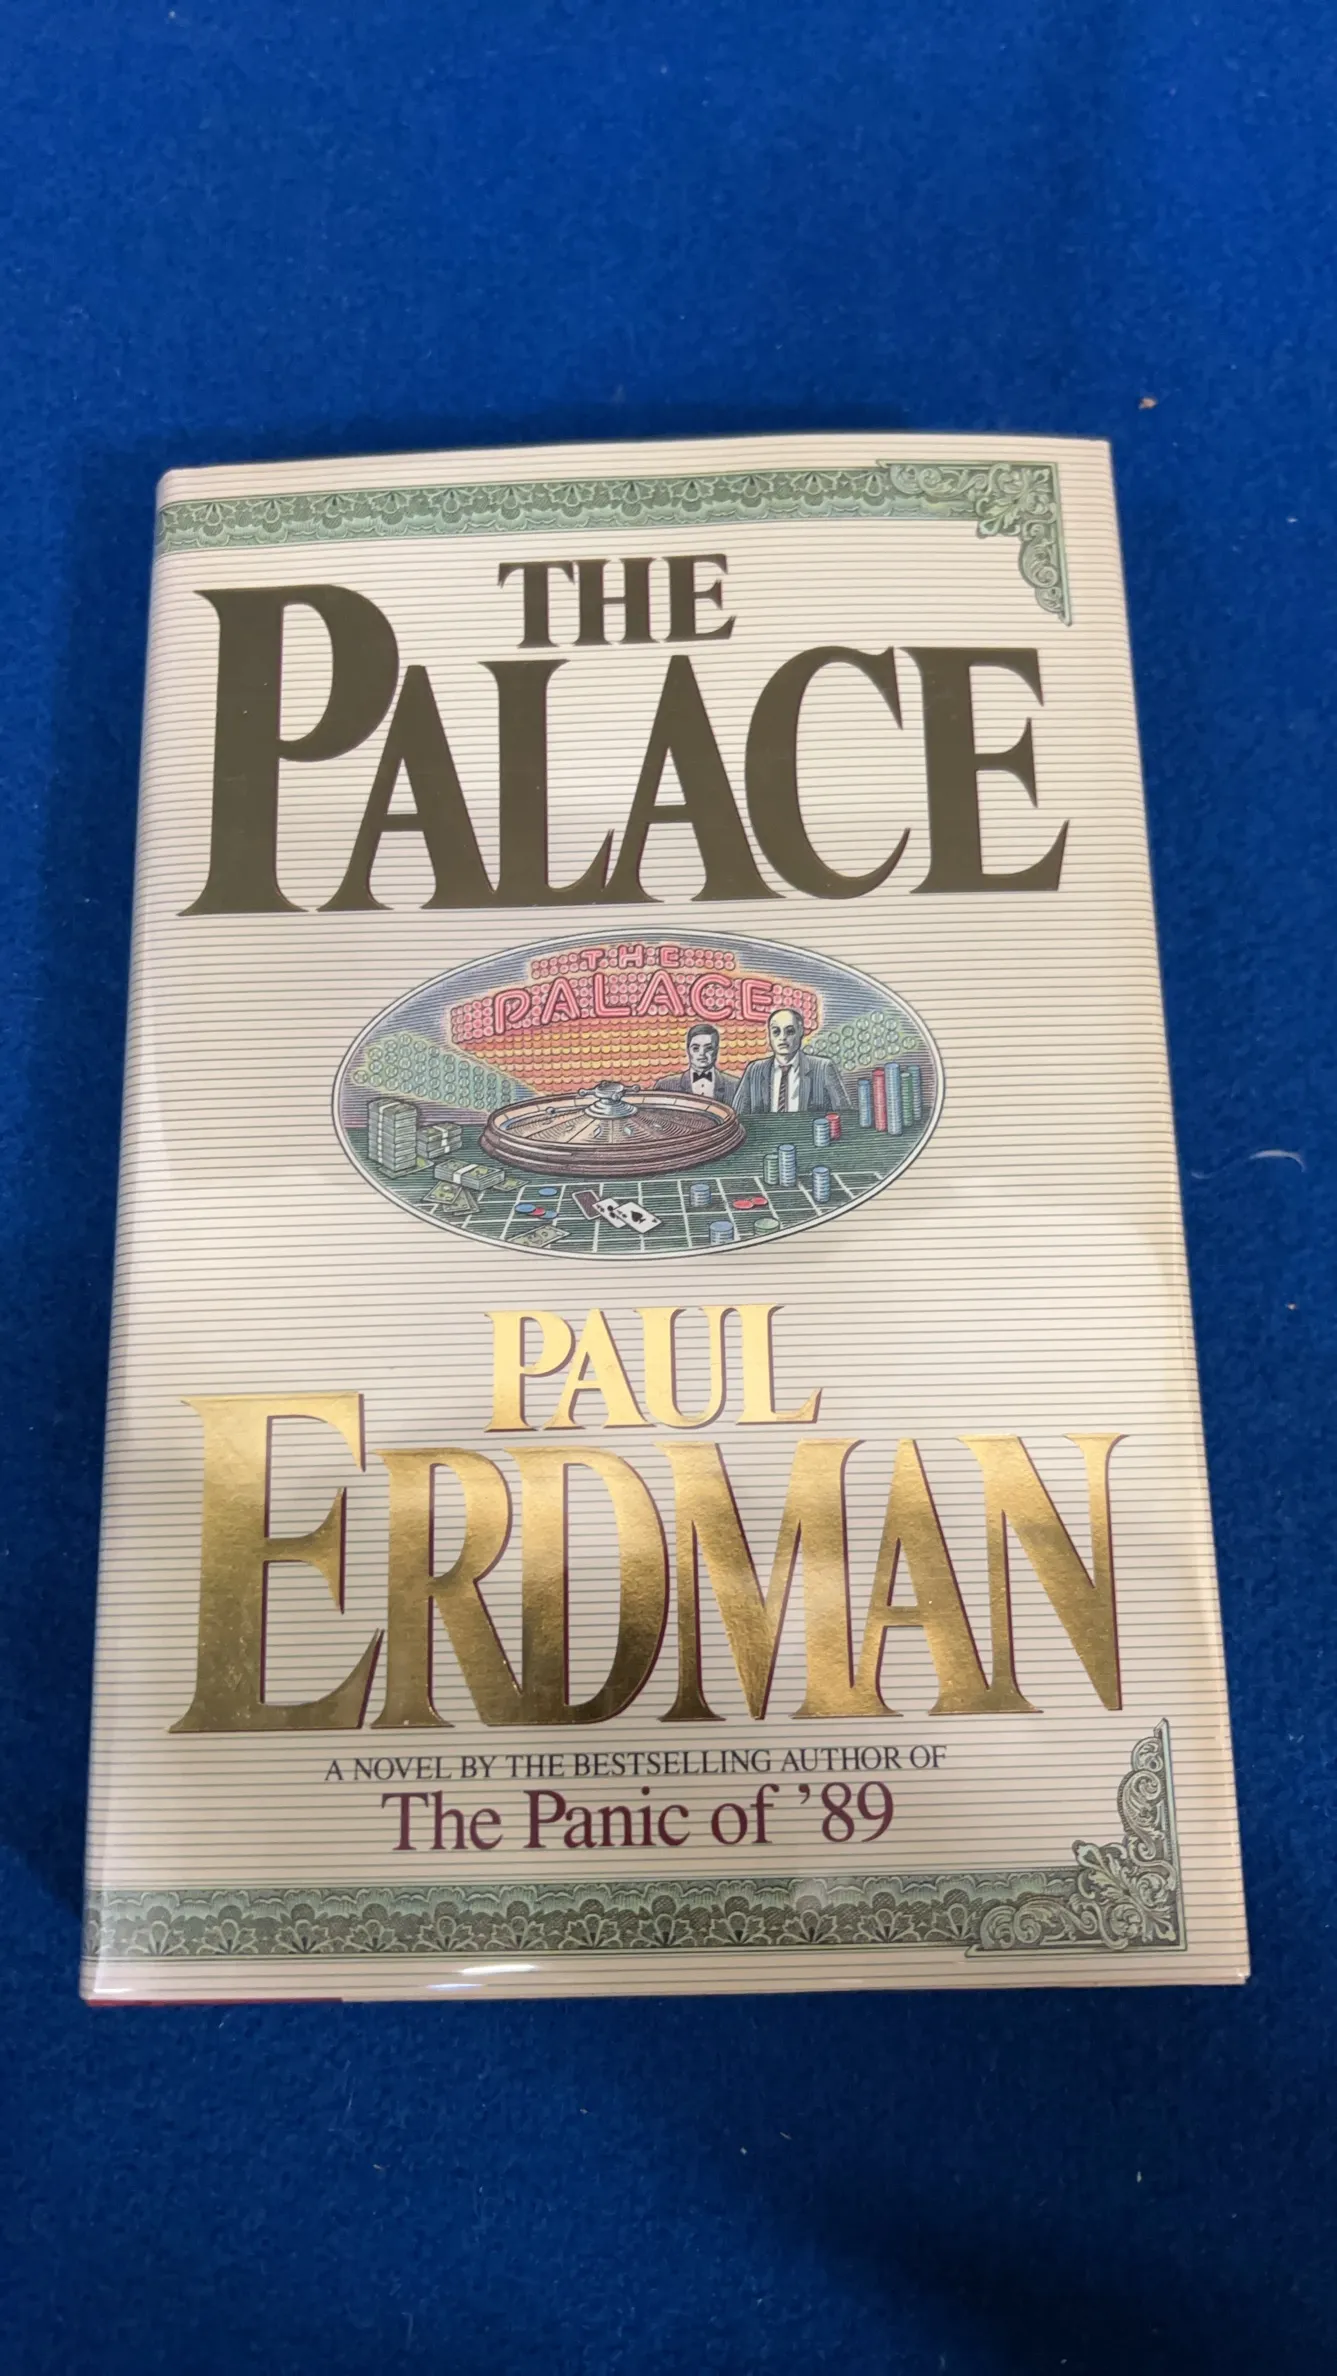 THE
PALACE
THE
PALACE
PAUL
ERDMAN
A NOVEL BY THE BESTSELLING AUTHOR OF
The Panic of ’89